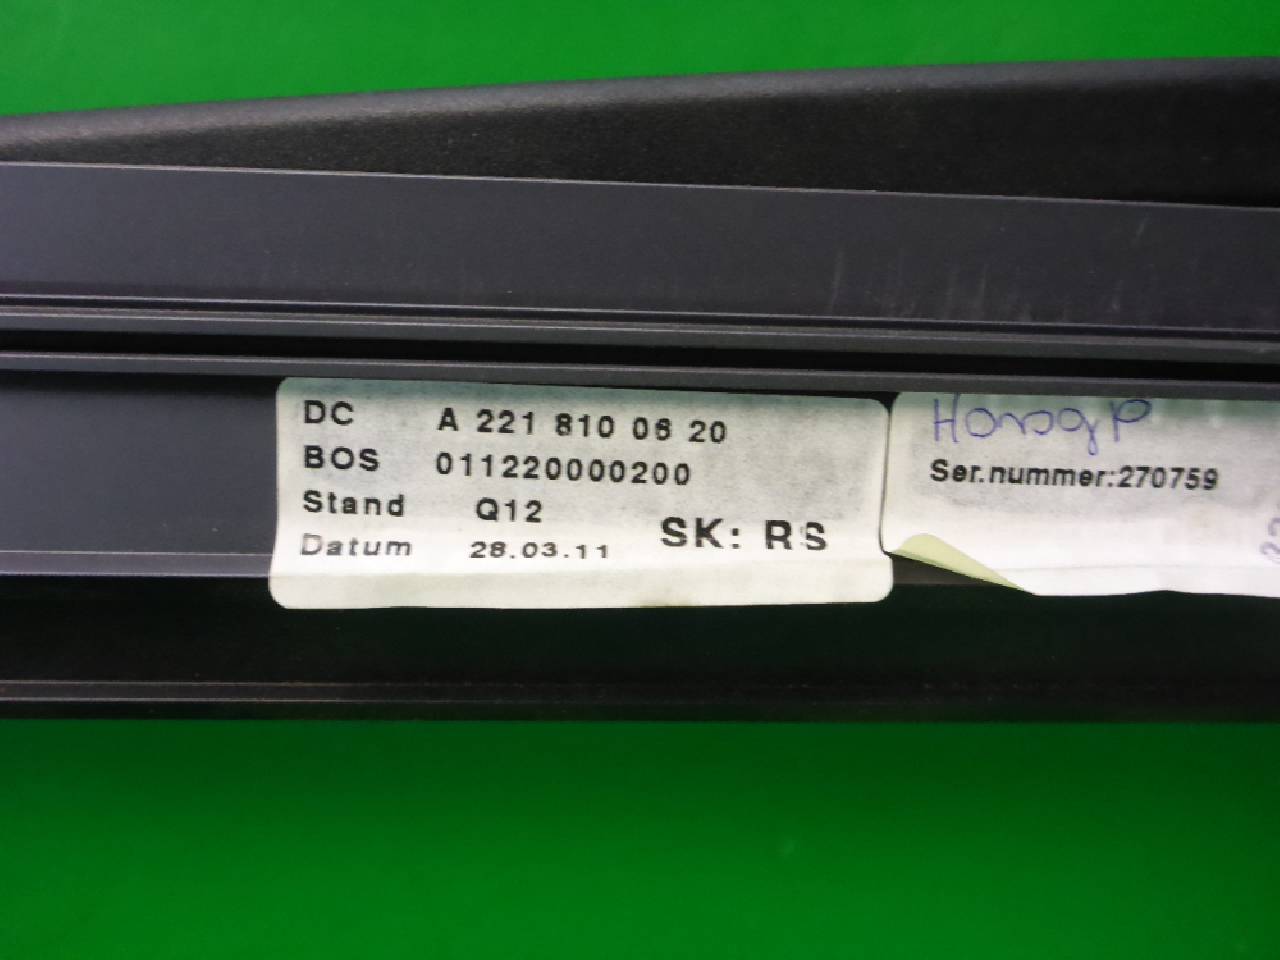 DC A 221 810 06 20
BOS 011220000200
Stand Q12
Datum 28.03.11
SK: RS
Ser.nummer:270759